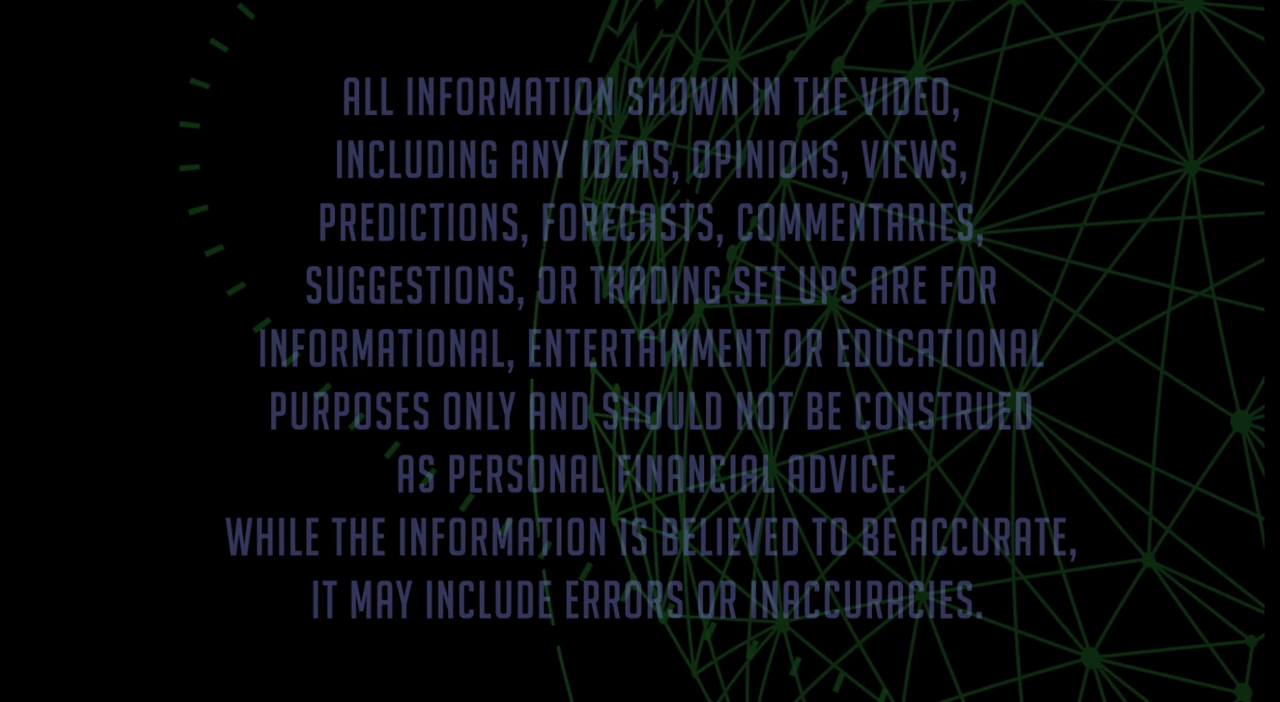 ALL INFORMATION SHOWN IN THE VIDEO,
INCLUDING ANY IDEAS, OPINIONS, VIEWS,
PREDICTIONS, FORECASTS, COMMENTARIES,
SUGGESTIONS, OR TRADING SET UPS ARE FOR
INFORMATIONAL, ENTERTAINMENT OR EDUCATIONAL
PURPOSES ONLY AND SHOULD NOT BE CONSTRUED
AS PERSONAL FINANCIAL ADVICE.
WHILE THE INFORMATION IS BELIEVED TO BE ACCURATE,
IT MAY INCLUDE ERRORS OR INACCURACIES.